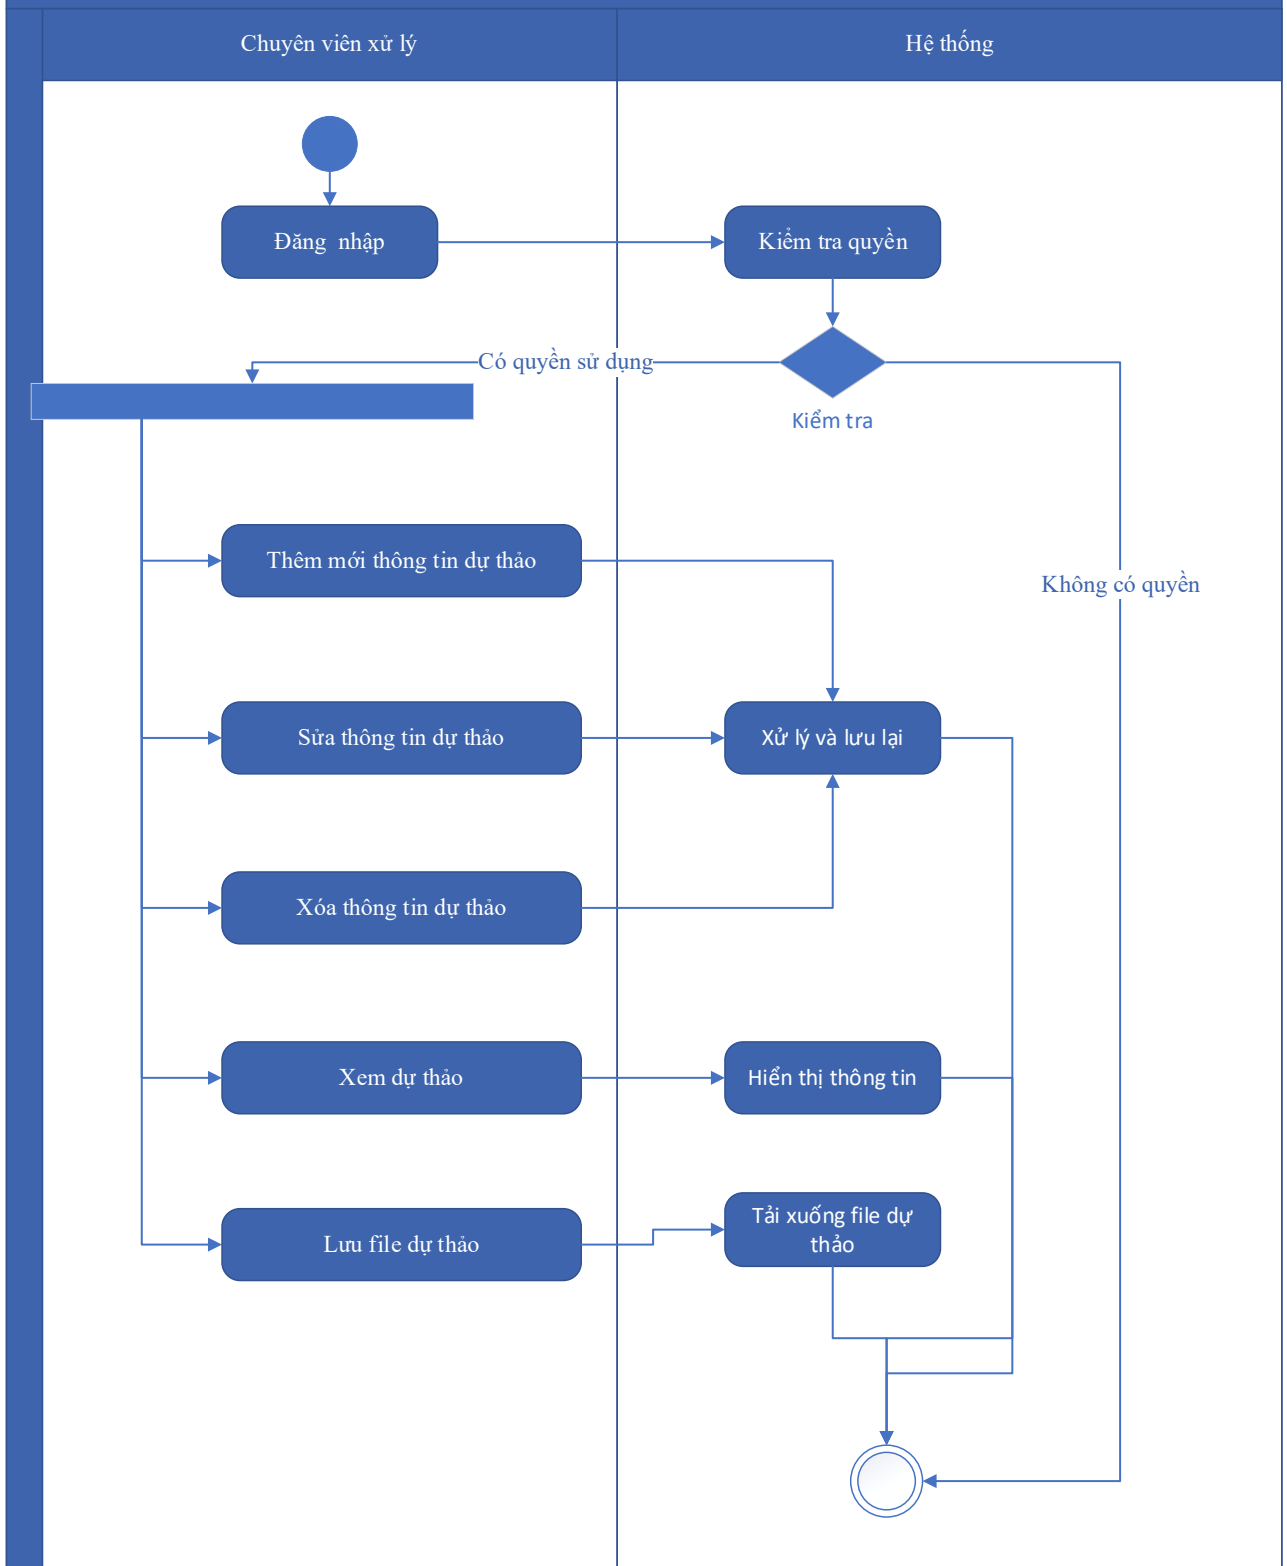 Chuyên viên xử lý
Hệ thống
Đăng nhập
Kiểm tra quyền
Có quyền sử dụng
Kiểm tra
Thêm mới thông tin dự thảo
Không có quyền
Sửa thông tin dự thảo
Xử lý và lưu lại
Xóa thông tin dự thảo
Xem dự thảo
Hiển thị thông tin
Lưu file dự thảo
Tải xuống file dự
thảo